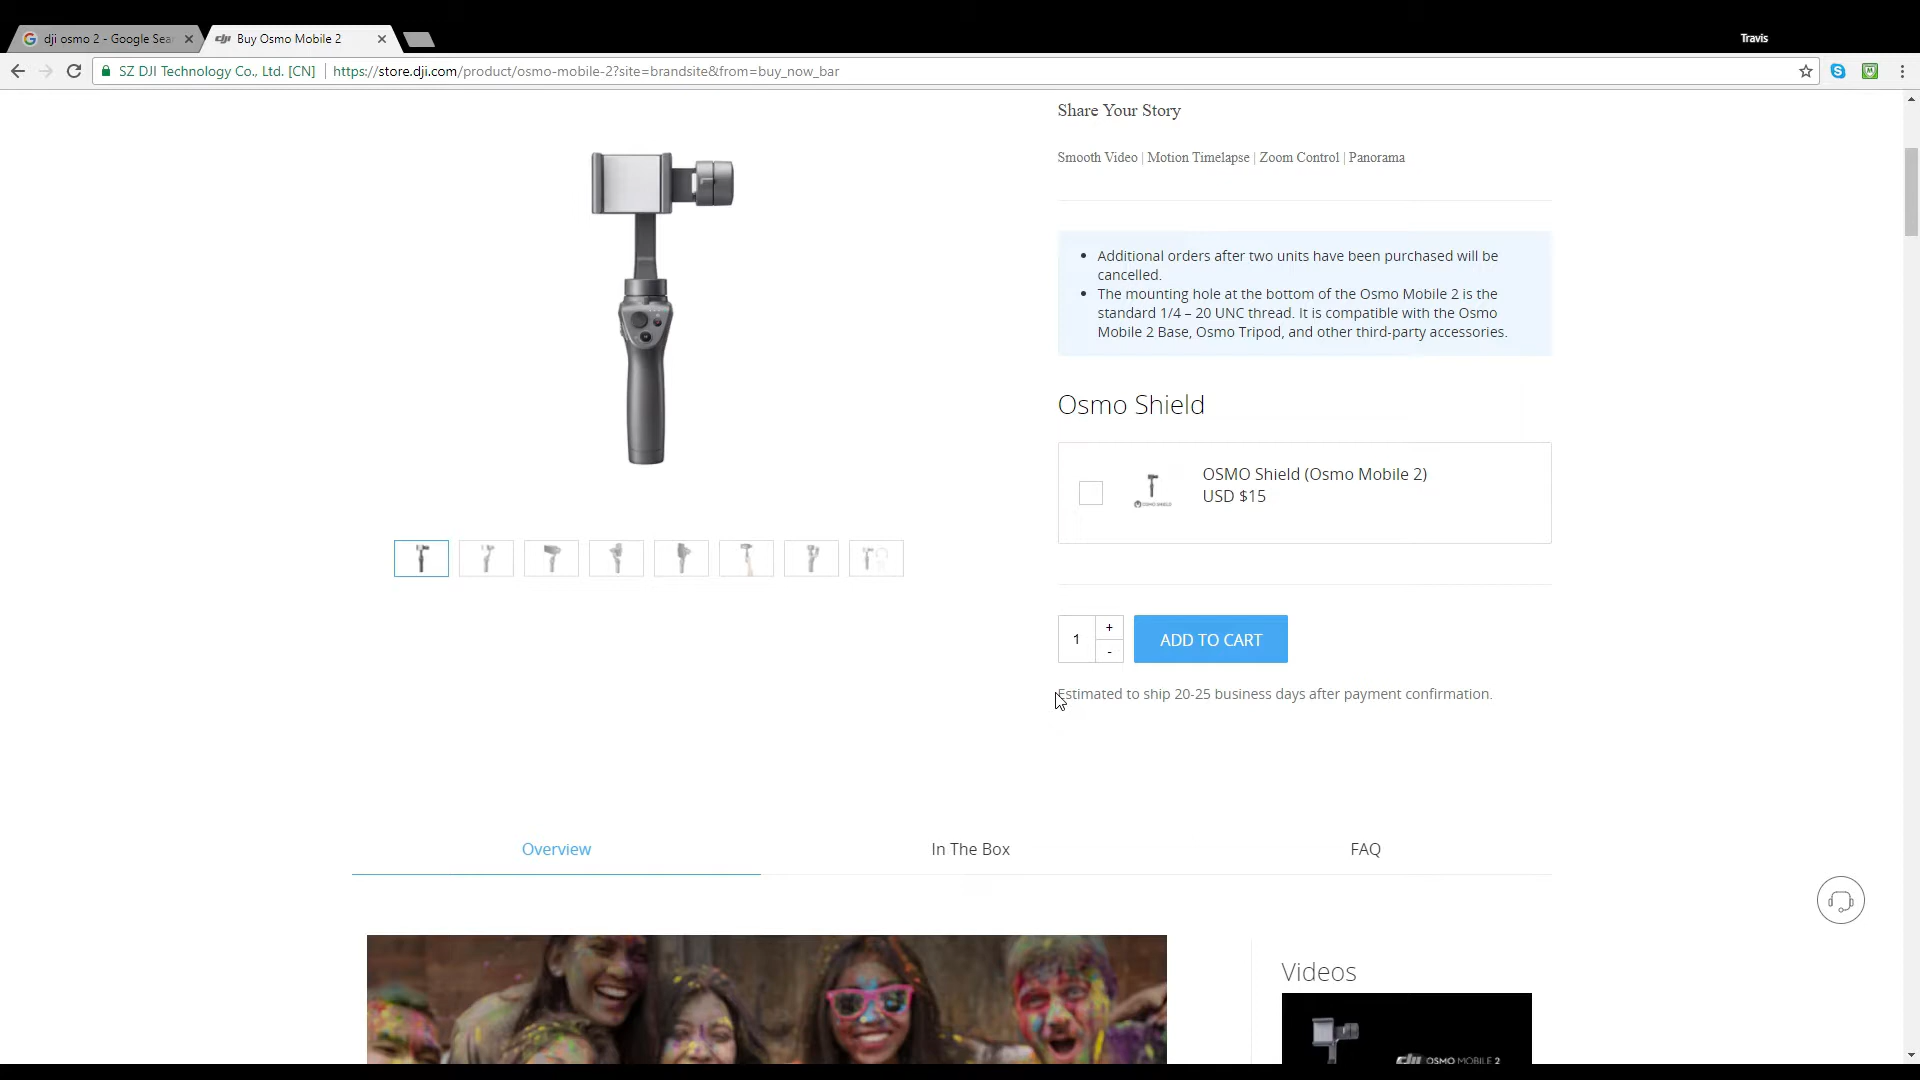 dji osmo 2 - Google Sea
Buy Osmo Mobile 2
Travis
SZ DJI Technology Co., Ltd. [CN]
https://store.dji.com/product/osmo-mobile-2?site=brandsite&from=buy_now_bar
Share Your Story
Smooth Video | Motion Timelapse | Zoom Control | Panorama
• Additional orders after two units have been purchased will be
cancelled.
• The mounting hole at the bottom of the Osmo Mobile 2 is the
standard 1/4 – 20 UNC thread. It is compatible with the Osmo
Mobile 2 Base, Osmo Tripod, and other third-party accessories.
Osmo Shield
OSMO Shield (Osmo Mobile 2)
USD $15
OSMO SHIELD
1
+
-
ADD TO CART
Estimated to ship 20-25 business days after payment confirmation.
Overview
In The Box
FAQ
Videos
dji OSMO MOBILE 2